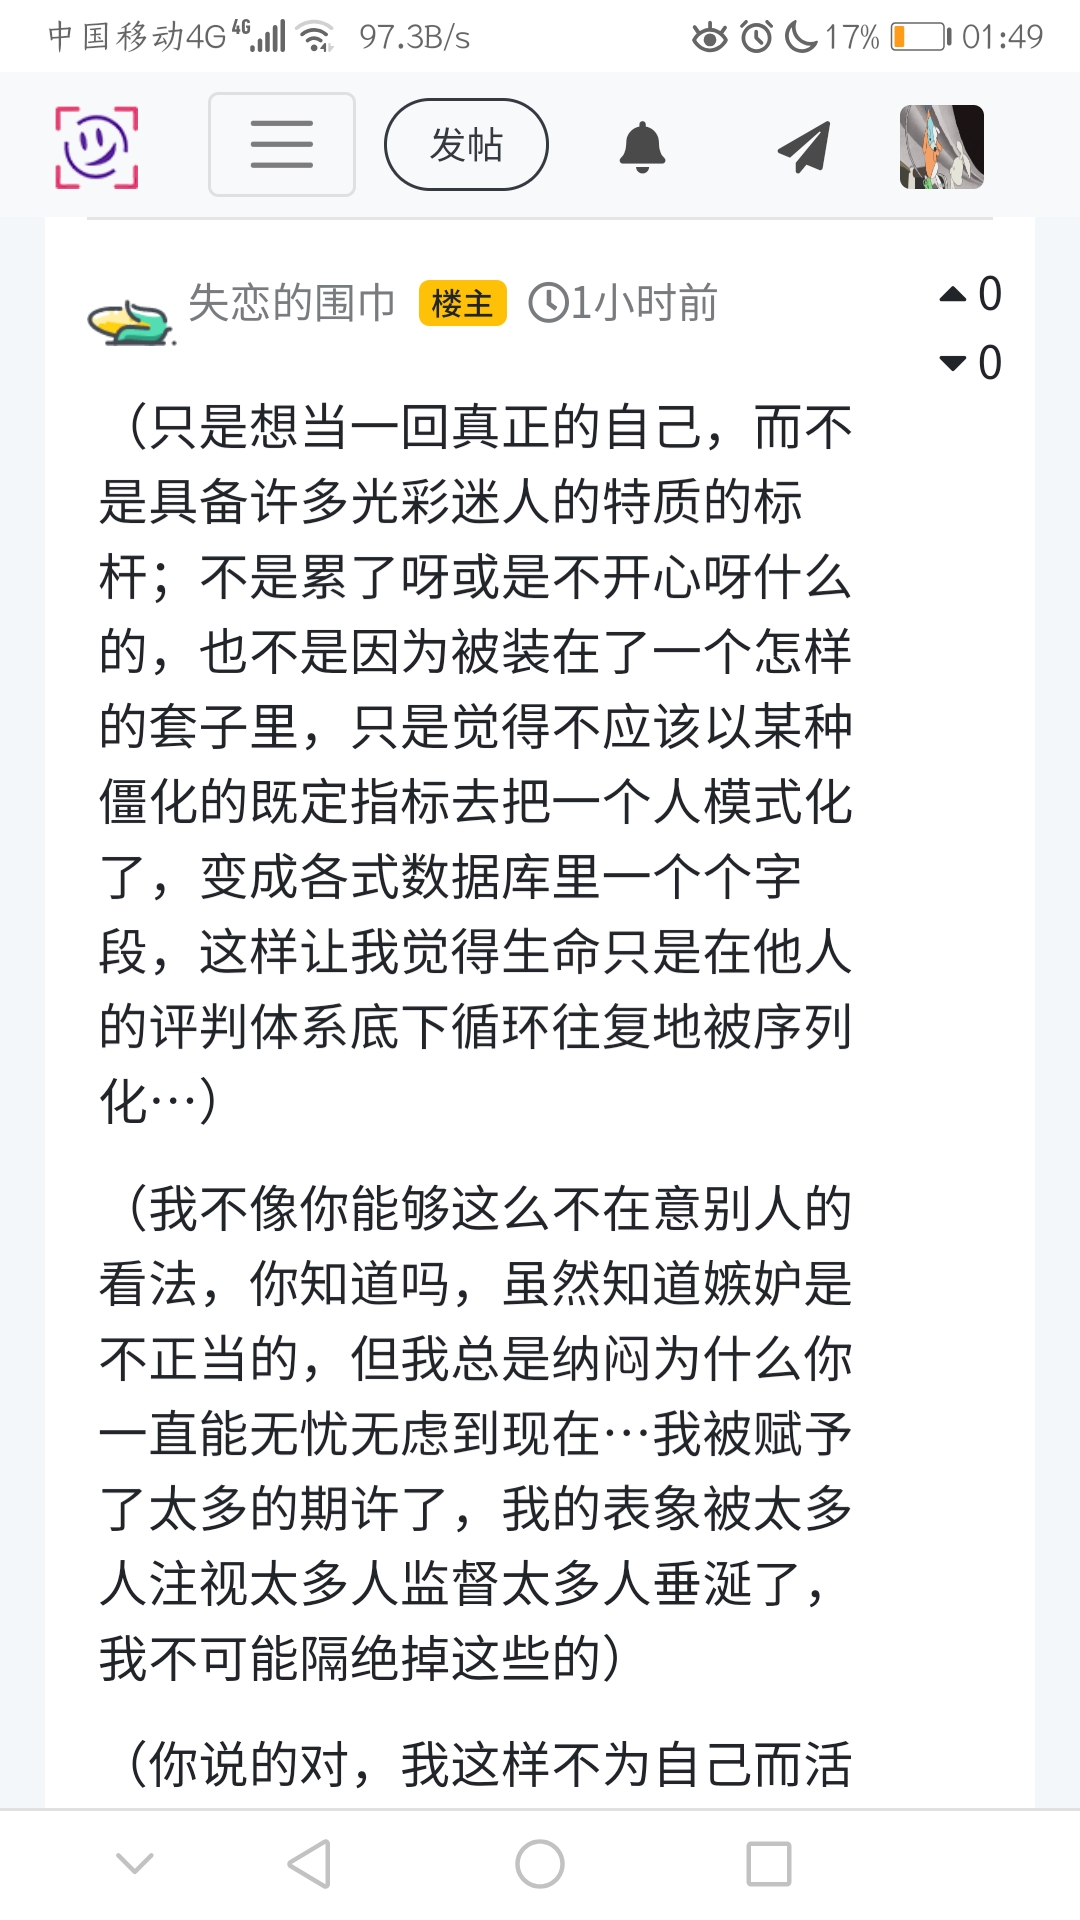 中国移动4G 4G 97.3B/s 17% 01:49
发帖
失恋的围巾 楼主 1小时前 0
0
（只是想当一回真正的自己，而不
是具备许多光彩迷人的特质的标
杆；不是累了呀或是不开心呀什么
的，也不是因为被装在了一个怎样
的套子里，只是觉得不应该以某种
僵化的既定指标去把一个人模式化
了，变成各式数据库里一个个字
段，这样让我觉得生命只是在他人
的评判体系底下循环往复地被序列
化…）
（我不像你能够这么不在意别人的
看法，你知道吗，虽然知道嫉妒是
不正当的，但我总是纳闷为什么你
一直能无忧无虑到现在…我被赋予
了太多的期许了，我的表象被太多
人注视太多人监督太多人垂涎了，
我不可能隔绝掉这些的）
（你说的对，我这样不为自己而活